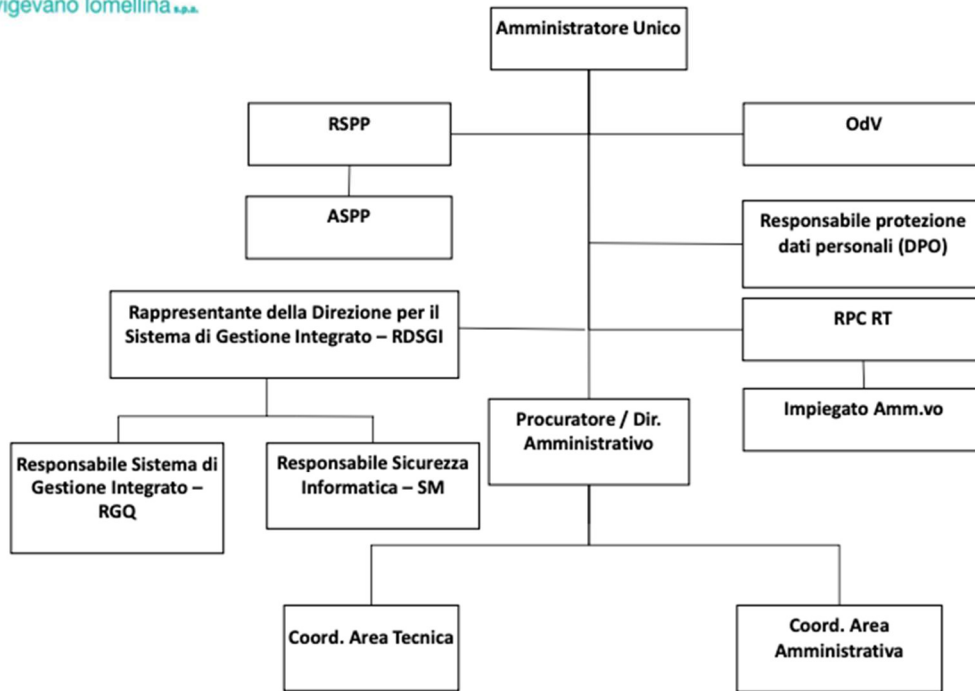 vigevano lomellina s.p.a.
Amministratore Unico
RSPP
OdV
ASPP
Responsabile protezione
dati personali (DPO)
Rappresentante della Direzione per il
Sistema di Gestione Integrato – RDSGI
RPC RT
Impiegato Amm.vo
Procuratore / Dir.
Amministrativo
Responsabile Sistema di
Gestione Integrato –
RGQ
Responsabile Sicurezza
Informatica – SM
Coord. Area Tecnica
Coord. Area
Amministrativa